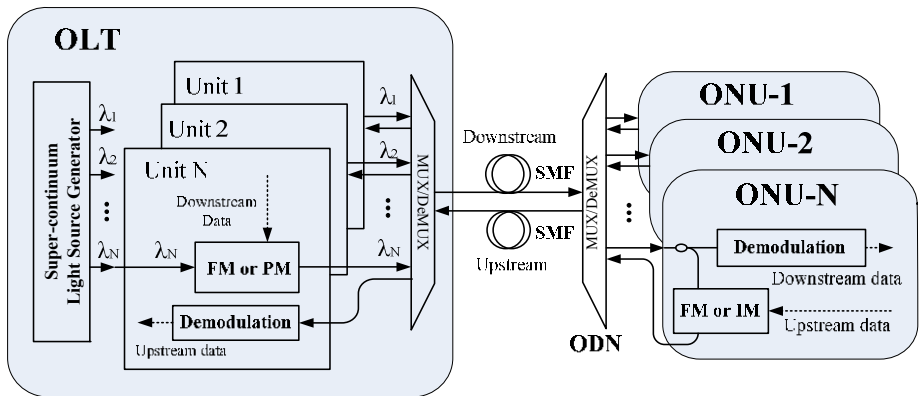 OLT
Super-continuum
Light Source Generator
λ1
λ2
...
λN
λN
Unit 1
Unit 2
Unit N
Downstream
Data
FM or PM
Demodulation
Upstream data
λ1
λ2
...
λN
MUX/DeMUX
Downstream
SMF
SMF
Upstream
MUX/DeMUX
ODN
...
ONU-1
ONU-2
ONU-N
Demodulation
Downstream data
FM or IM
Upstream data